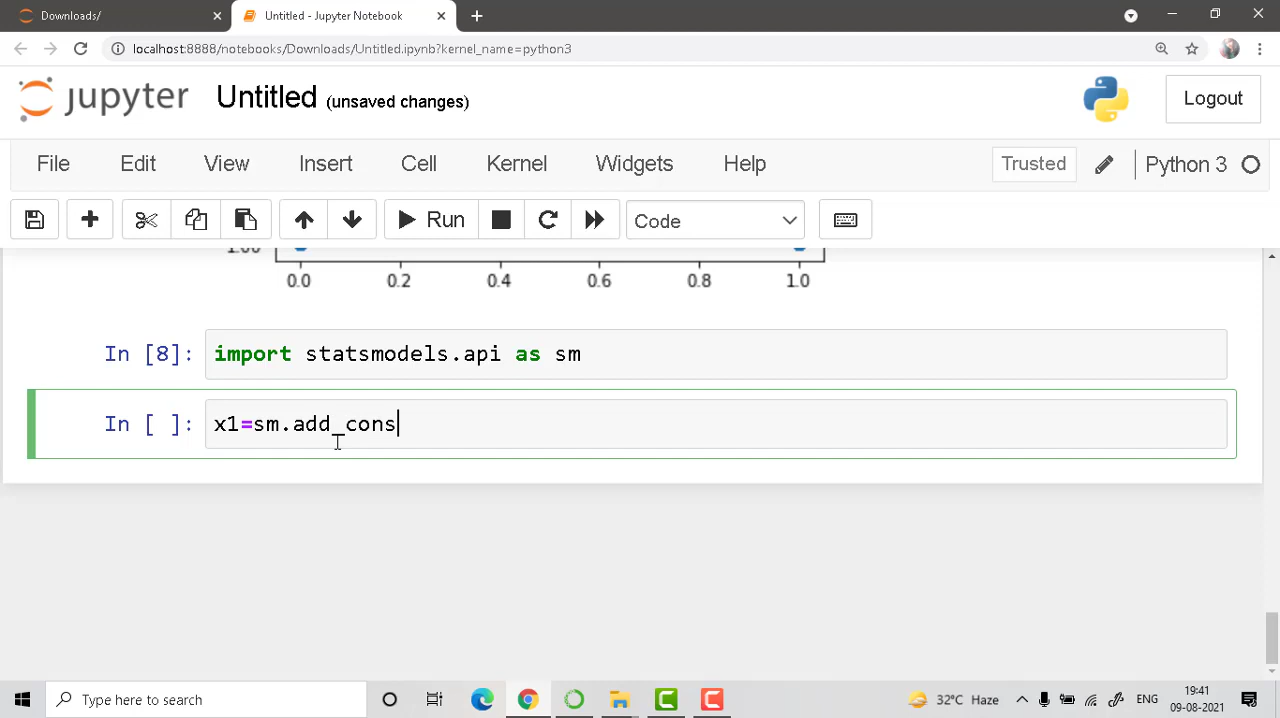 Downloads/
Untitled - Jupyter Notebook
localhost:8888/notebooks/Downloads/Untitled.ipynb?kernel_name=python3
jupyter Untitled (unsaved changes)
Logout
File Edit View Insert Cell Kernel Widgets Help
Trusted
Python 3
Run
Code
1.00
0.0 0.2 0.4 0.6 0.8 1.0
In [8]: import statsmodels.api as sm
In [ ]: x1=sm.add_cons
Type here to search
32°C Haze
ENG
09:41
09-08-2021